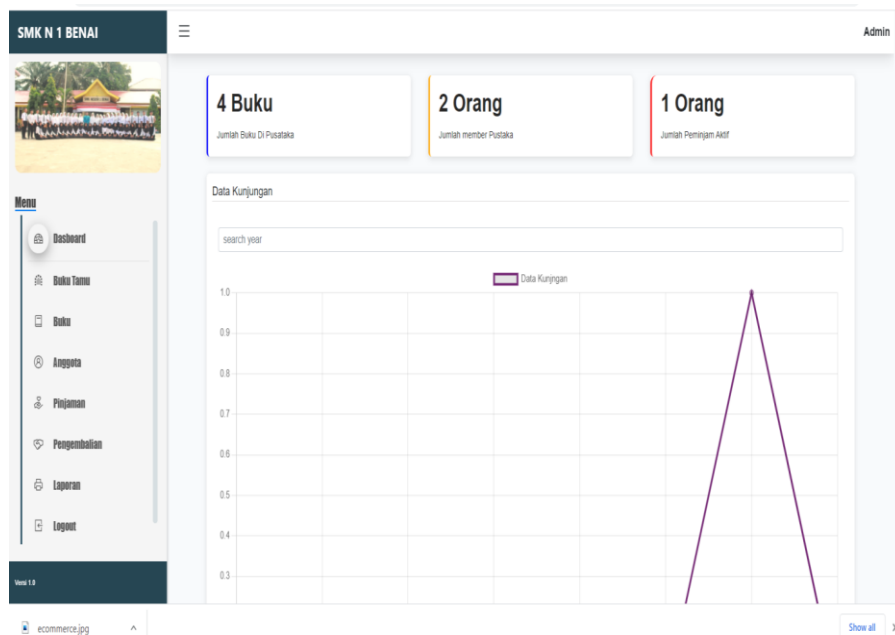 SMK N 1 BENAI
Admin
4 Buku
Jumlah Buku Di Pusataka
2 Orang
Jumlah member Pustaka
1 Orang
Jumlah Peminjam Aktif
Menu
Dasboard
Buku Tamu
Buku
Anggota
Pinjaman
Pengembalian
Laporan
Logout
Versi 1.0
Data Kunjungan
search year
Data Kunjngan
1.0
0.9
0.8
0.7
0.6
0.5
0.4
0.3
ecommerce.jpg
Show all